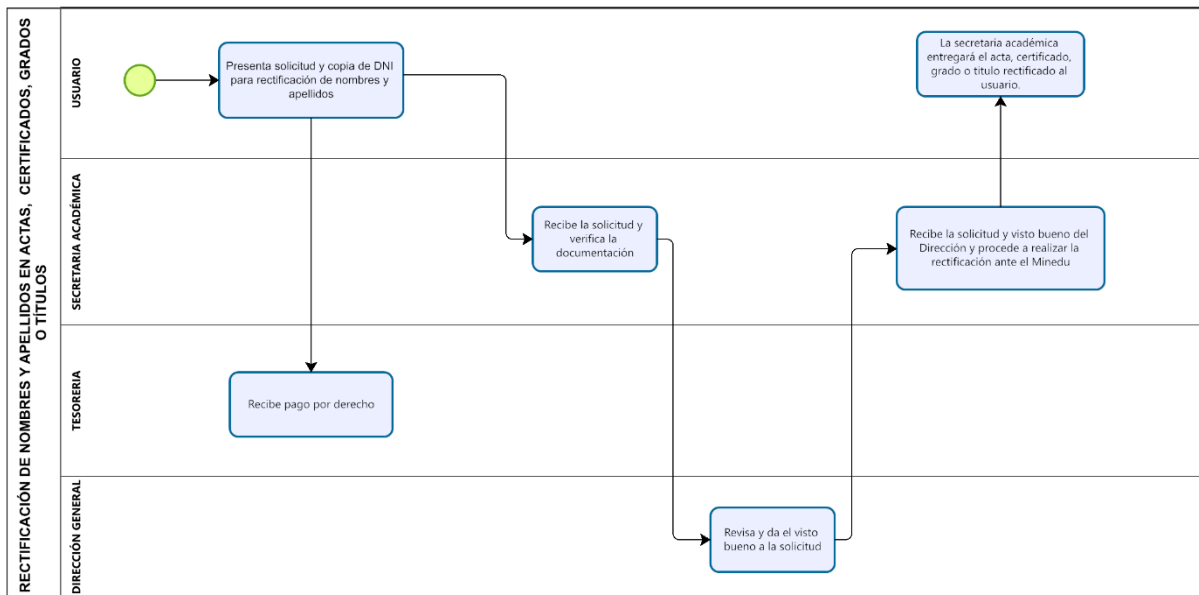 RECTIFICACIÓN DE NOMBRES Y APELLIDOS EN ACTAS, CERTIFICADOS, GRADOS
O TÍTULOS
USUARIO
Presenta solicitud y copia de DNI
para rectificación de nombres y
apellidos
La secretaria académica
entregará el acta, certificado,
grado o titulo rectificado al
usuario.
SECRETARIA ACADÉMICA
Recibe la solicitud y
verifica la
documentación
Recibe la solicitud y visto bueno del
Dirección y procede a realizar la
rectificación ante el Minedu
TESORERIA
Recibe pago por derecho
DIRECCIÓN GENERAL
Revisa y da el visto
bueno a la solicitud